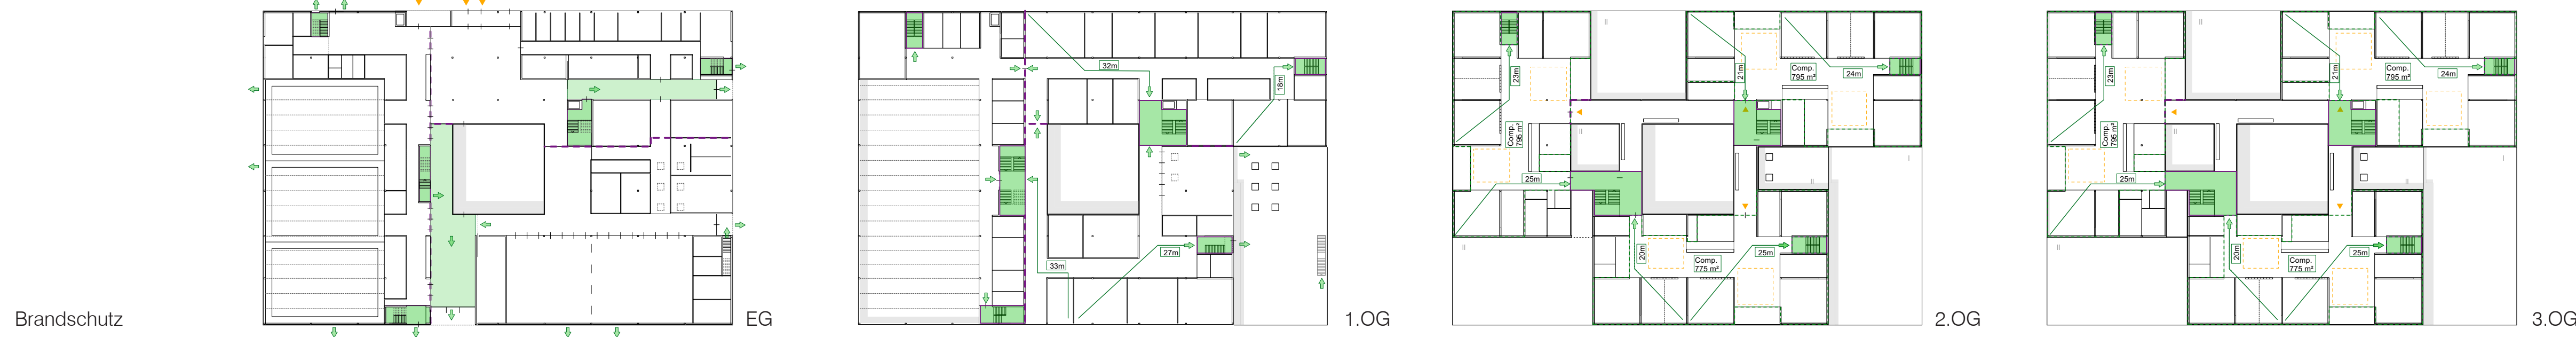 Brandschutz
EG
32m
18m
33m
27m
1.OG
23m
21m
Comp.
795 m²
24m
Comp.
795 m²
25m
20m
Comp.
775 m²
25m
2.OG
23m
21m
Comp.
795 m²
24m
Comp.
795 m²
25m
20m
Comp.
775 m²
25m
3.OG